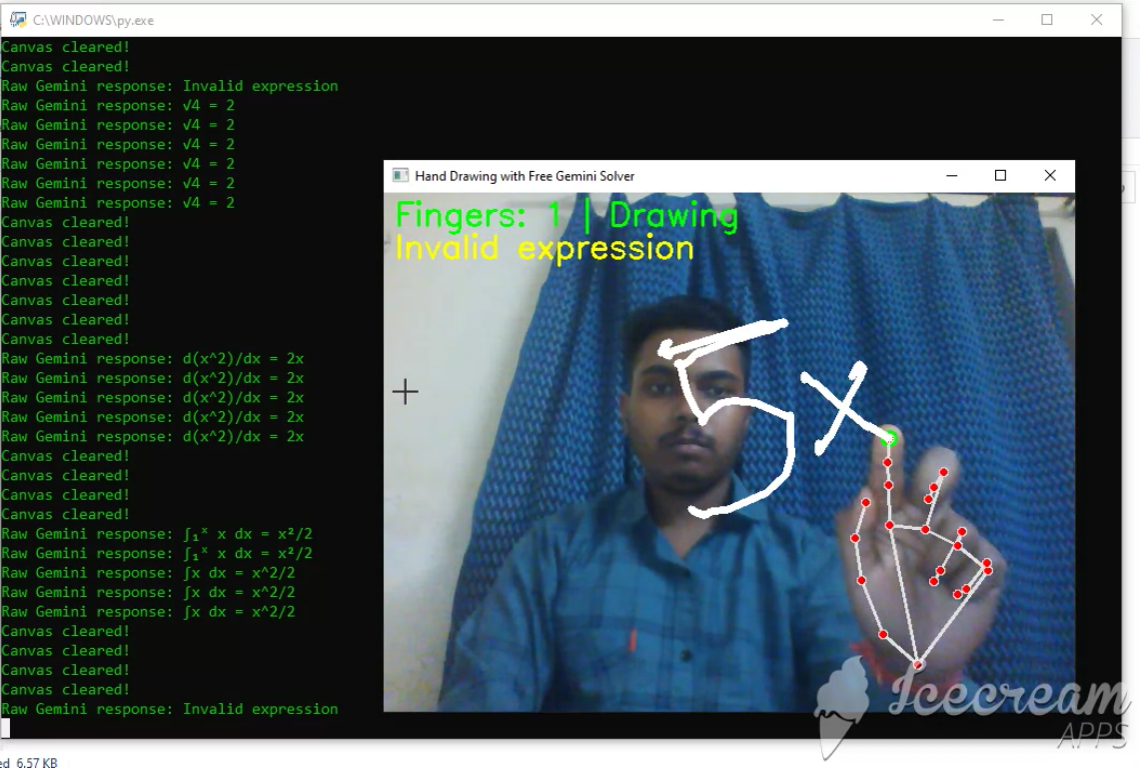 C:\WINDOWS\py.exe
Canvas cleared!
Canvas cleared!
Raw Gemini response: Invalid expression
Raw Gemini response: √4 = 2
Raw Gemini response: √4 = 2
Raw Gemini response: √4 = 2
Raw Gemini response: √4 = 2
Raw Gemini response: √4 = 2
Raw Gemini response: √4 = 2
Canvas cleared!
Canvas cleared!
Canvas cleared!
Canvas cleared!
Canvas cleared!
Canvas cleared!
Canvas cleared!
Raw Gemini response: d(x^2)/dx = 2x
Raw Gemini response: d(x^2)/dx = 2x
Raw Gemini response: d(x^2)/dx = 2x
Raw Gemini response: d(x^2)/dx = 2x
Raw Gemini response: d(x^2)/dx = 2x
Canvas cleared!
Canvas cleared!
Canvas cleared!
Canvas cleared!
Raw Gemini response: ∫₁ˣ x dx = x²/2
Raw Gemini response: ∫₁ˣ x dx = x²/2
Raw Gemini response: ∫x dx = x^2/2
Raw Gemini response: ∫x dx = x^2/2
Raw Gemini response: ∫x dx = x^2/2
Canvas cleared!
Canvas cleared!
Canvas cleared!
Canvas cleared!
Raw Gemini response: Invalid expression
Hand Drawing with Free Gemini Solver
Fingers: 1 | Drawing
Invalid expression
5x
Icecream
APPS
6.57 KB